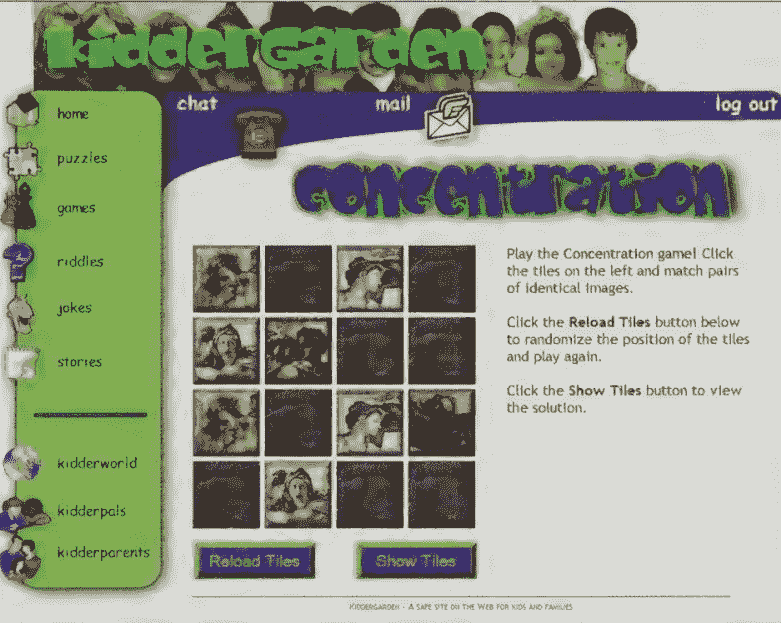 kidderGarden
chat
mail
log out
home
puzzles
games
riddles
jokes
stories
kidderworld
kidderpals
kidderparents
concentration
Play the Concentration game! Click
the tiles on the left and match pairs
of identical images.
Click the Reload Tiles button below
to randomize the position of the tiles
and play again.
Click the Show Tiles button to view
the solution.
Reload Tiles
Show Tiles
KIDDERGARDEN - A SAFE SITE ON THE WEB FOR KIDS AND FAMILIES